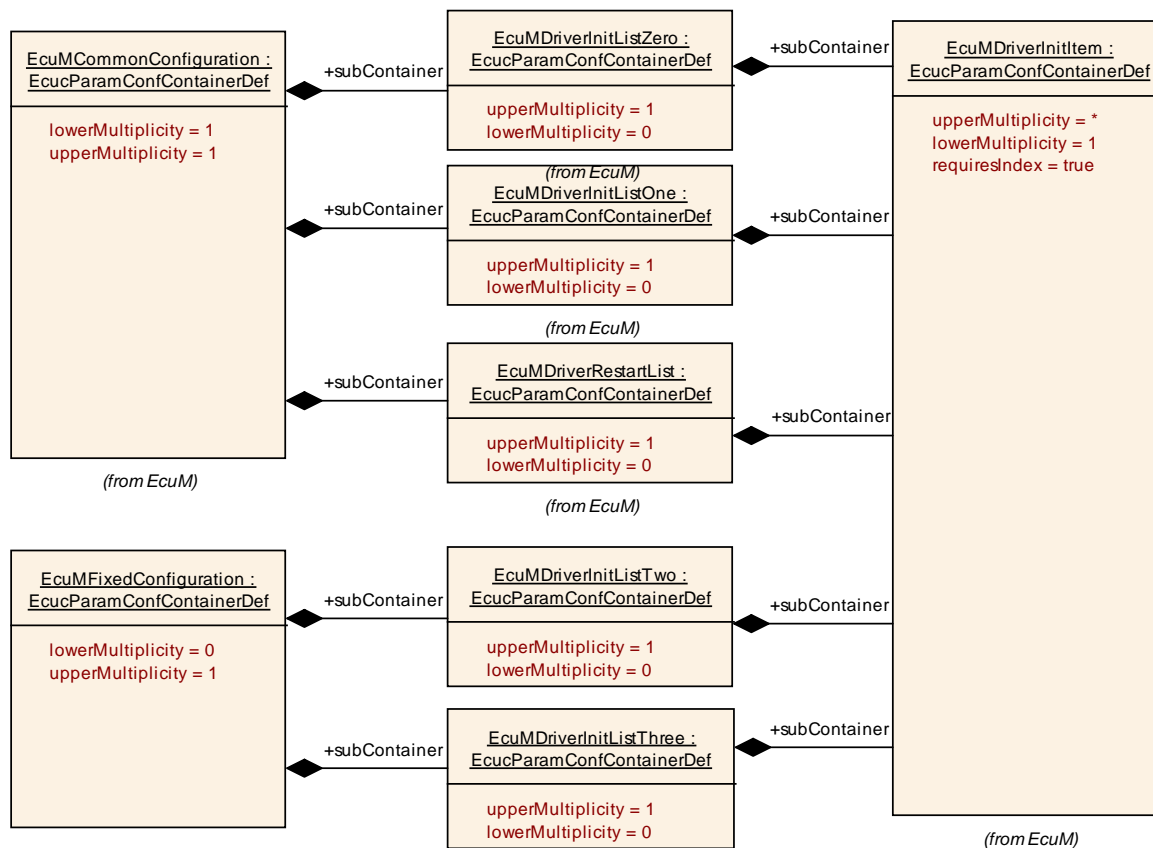 EcuMCommonConfiguration :
EcucParamConfContainerDef
lowerMultiplicity = 1
upperMultiplicity = 1
(from EcuM)
+subContainer
EcuMDriverInitListZero :
EcucParamConfContainerDef
upperMultiplicity = 1
lowerMultiplicity = 0
(from EcuM)
+subContainer
EcuMDriverInitItem :
EcucParamConfContainerDef
upperMultiplicity = *
lowerMultiplicity = 1
requiresIndex = true
(from EcuM)
+subContainer
EcuMDriverInitListOne :
EcucParamConfContainerDef
upperMultiplicity = 1
lowerMultiplicity = 0
(from EcuM)
+subContainer
+subContainer
EcuMDriverRestartList :
EcucParamConfContainerDef
upperMultiplicity = 1
lowerMultiplicity = 0
(from EcuM)
+subContainer
EcuMFixedConfiguration :
EcucParamConfContainerDef
lowerMultiplicity = 0
upperMultiplicity = 1
+subContainer
EcuMDriverInitListTwo :
EcucParamConfContainerDef
upperMultiplicity = 1
lowerMultiplicity = 0
+subContainer
+subContainer
EcuMDriverInitListThree :
EcucParamConfContainerDef
upperMultiplicity = 1
lowerMultiplicity = 0
+subContainer